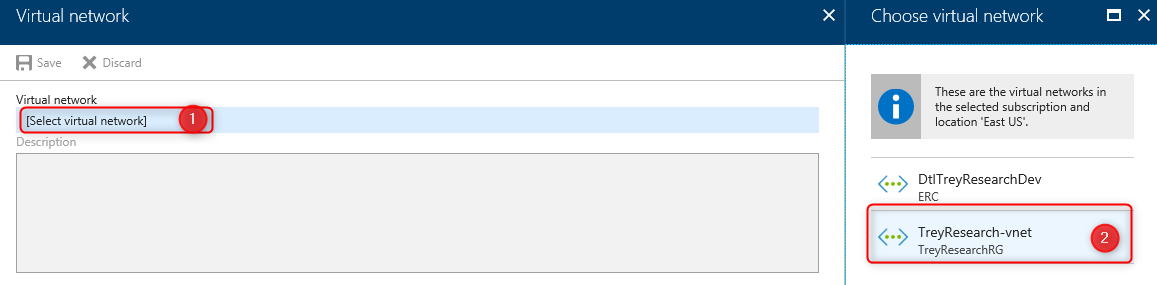 Virtual network
Save
Discard
Virtual network
[Select virtual network]
1
Description
Choose virtual network
These are the virtual networks in
the selected subscription and
location 'East US'.
DtlTreyResearchDev
ERC
TreyResearch-vnet
TreyResearchRG
2